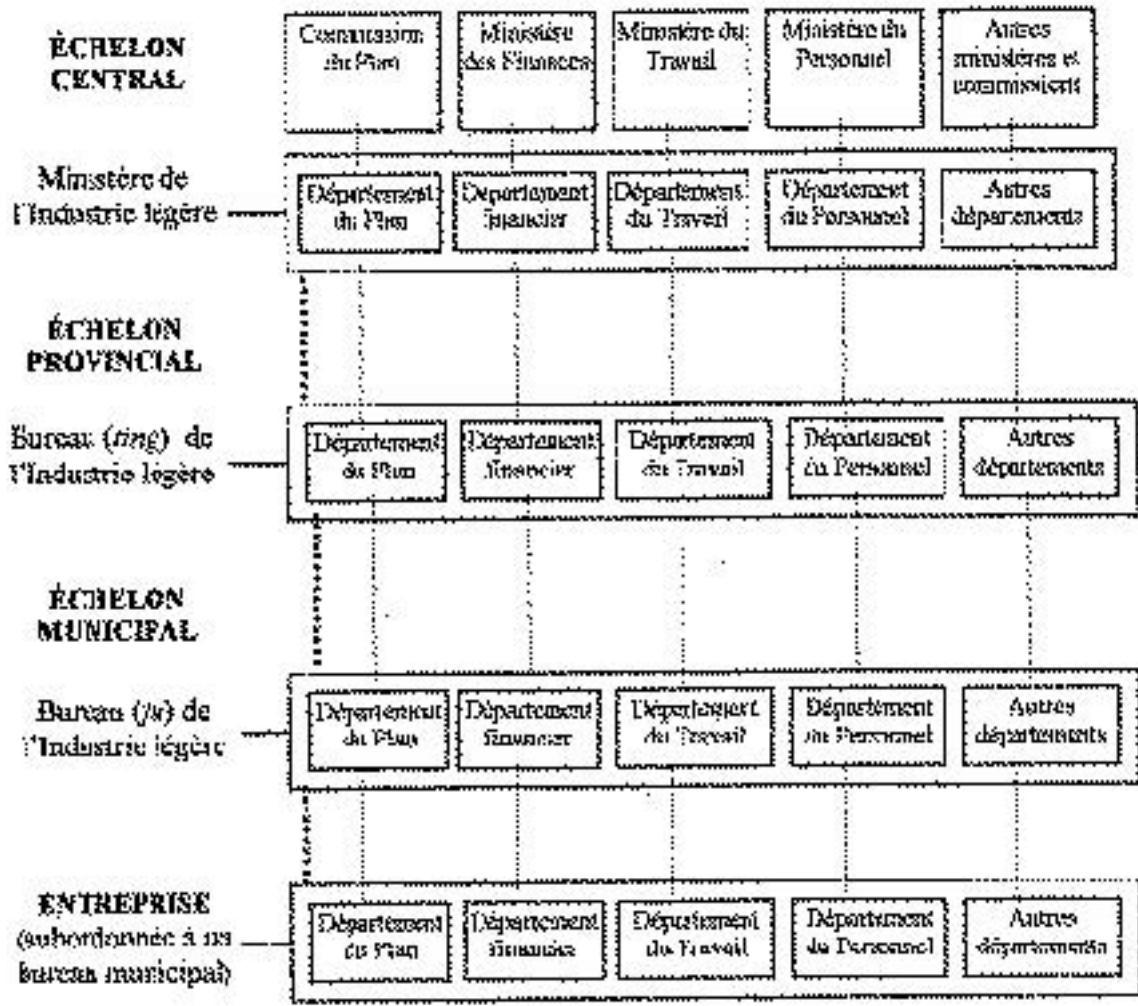 ÉCHELON
CENTRAL
Commission
du Plan
Ministère
des Finances
Ministère du
Travail
Ministère du
Personnel
Autres
ministères et
commissions
Ministère de
l'Industrie légère
Département
du Plan
Département
financier
Département
du Travail
Département
du Personnel
Autres
départements
ÉCHELON
PROVINCIAL
Bureau (ting) de
l'Industrie légère
Département
du Plan
Département
financier
Département
du Travail
Département
du Personnel
Autres
départements
ÉCHELON
MUNICIPAL
Bureau (ju) de
l'Industrie légère
Département
du Plan
Département
financier
Département
du Travail
Département
du Personnel
Autres
départements
ENTREPRISE
(subordonnée à un
bureau municipal)
Département
du Plan
Département
financier
Département
du Travail
Département
du Personnel
Autres
départements